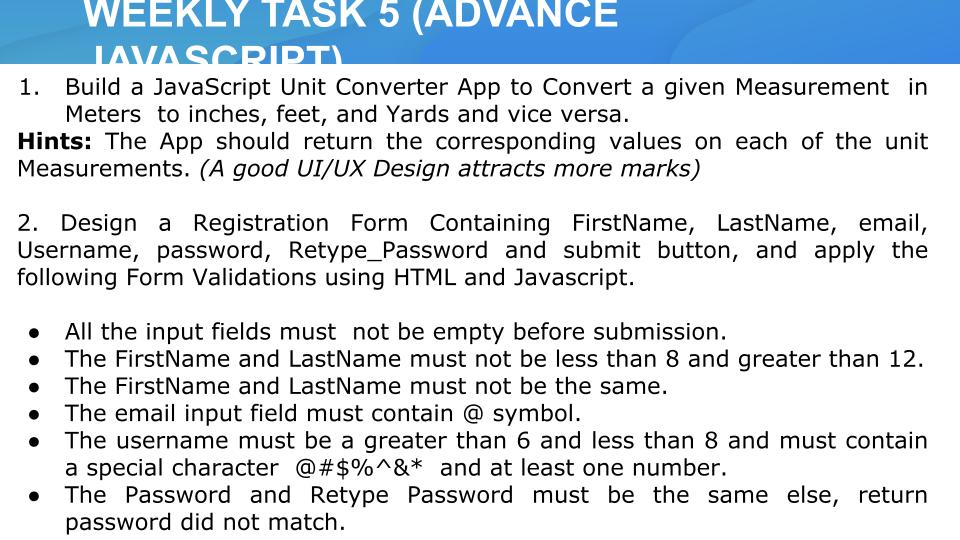 WEEKLY TASK 5 (ADVANCE
JAVASCRIPT)
1. Build a JavaScript Unit Converter App to Convert a given Measurement in
Meters to inches, feet, and Yards and vice versa.
Hints: The App should return the corresponding values on each of the unit
Measurements. (A good UI/UX Design attracts more marks)
2. Design a Registration Form Containing FirstName, LastName, email,
Username, password, Retype_Password and submit button, and apply the
following Form Validations using HTML and Javascript.
● All the input fields must not be empty before submission.
● The FirstName and LastName must not be less than 8 and greater than 12.
● The FirstName and LastName must not be the same.
● The email input field must contain @ symbol.
● The username must be a greater than 6 and less than 8 and must contain
a special character @#$%^&* and at least one number.
● The Password and Retype Password must be the same else, return
password did not match.